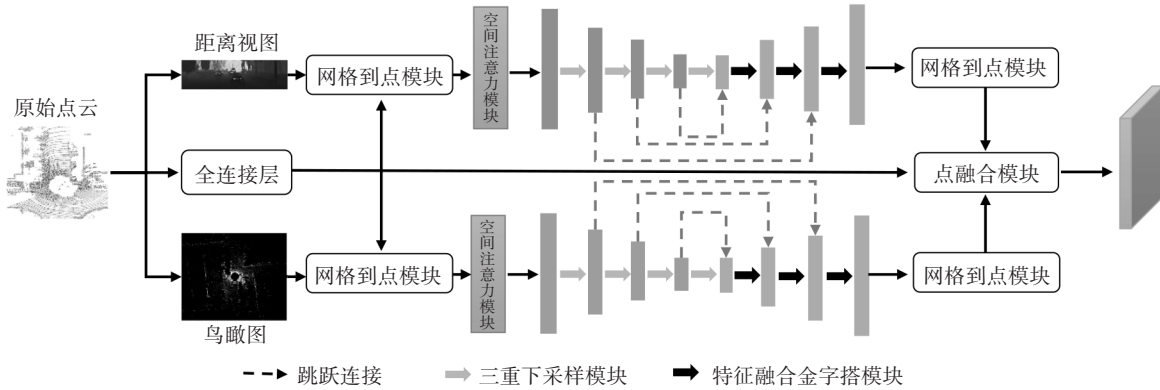 距离视图
网格到点模块
空间注意力模块
网格到点模块
原始点云
全连接层
点融合模块
网格到点模块
空间注意力模块
网格到点模块
鸟瞰图
跳跃连接
三重下采样模块
特征融合金字搭模块